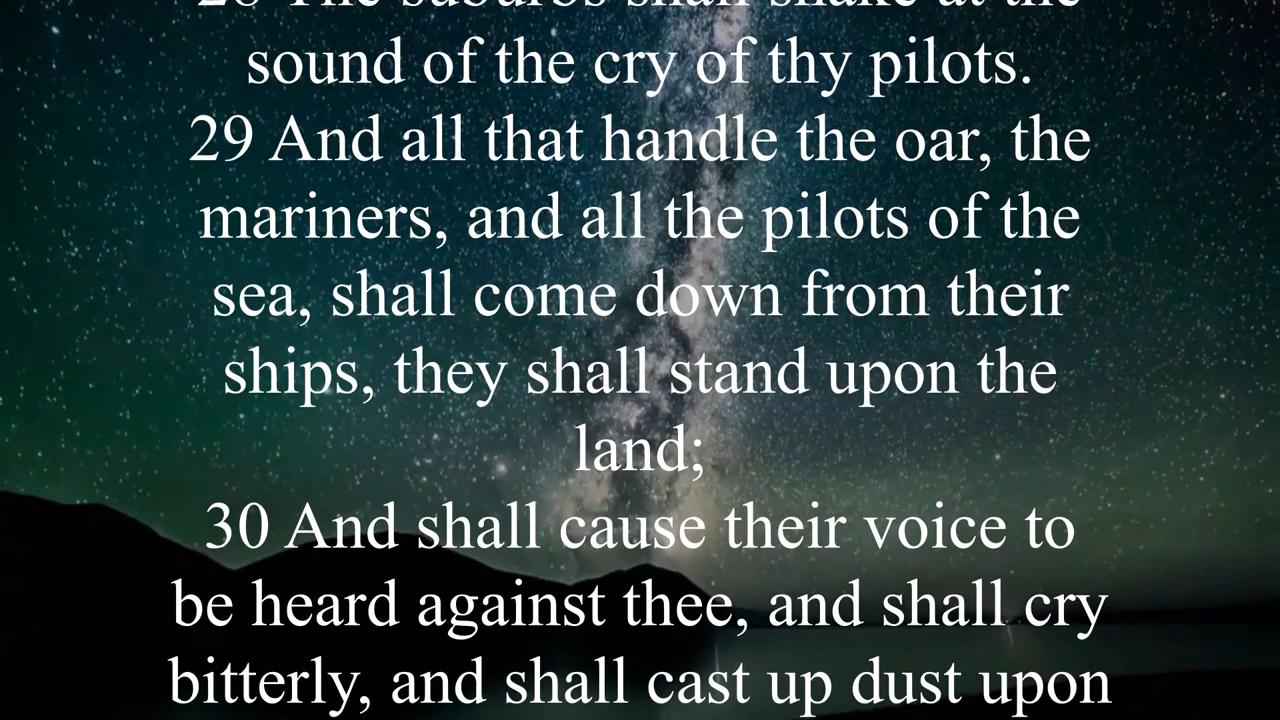 28 The suburbs shall shake at the
sound of the cry of thy pilots.
29 And all that handle the oar, the
mariners, and all the pilots of the
sea, shall come down from their
ships, they shall stand upon the
land;
30 And shall cause their voice to
be heard against thee, and shall cry
bitterly, and shall cast up dust upon